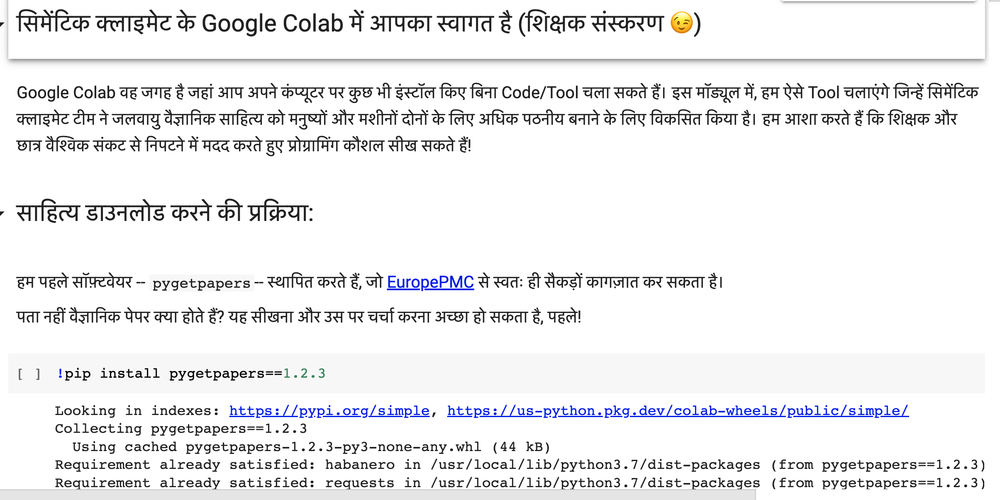 सिमेंटिक क्लाइमेट के Google Colab में आपका स्वागत है (शिक्षक संस्करण 😉)
Google Colab वह जगह है जहां आप अपने कंप्यूटर पर कुछ भी इंस्टॉल किए बिना Code/Tool चला सकते हैं। इस मॉड्यूल में, हम ऐसे Tool चलाएंगे जिन्हें सिमेंटिक
क्लाइमेट टीम ने जलवायु वैज्ञानिक साहित्य को मनुष्यों और मशीनों दोनों के लिए अधिक पठनीय बनाने के लिए विकसित किया है। हम आशा करते हैं कि शिक्षक और
छात्र वैश्विक संकट से निपटने में मदद करते हुए प्रोग्रामिंग कौशल सीख सकते हैं!
साहित्य डाउनलोड करने की प्रक्रिया:
हम पहले सॉफ़्टवेयर -- pygetpapers -- स्थापित करते हैं, जो EuropePMC से स्वतः ही सैकड़ों कागज़ात कर सकता है।
पता नहीं वैज्ञानिक पेपर क्या होते हैं? यह सीखना और उस पर चर्चा करना अच्छा हो सकता है, पहले!
[ ] !pip install pygetpapers==1.2.3
Looking in indexes: https://pypi.org/simple, https://us-python.pkg.dev/colab-wheels/public/simple/
Collecting pygetpapers==1.2.3
Using cached pygetpapers-1.2.3-py3-none-any.whl (44 kB)
Requirement already satisfied: habanero in /usr/local/lib/python3.7/dist-packages (from pygetpapers==1.2.3)
Requirement already satisfied: requests in /usr/local/lib/python3.7/dist-packages (from pygetpapers==1.2.3)